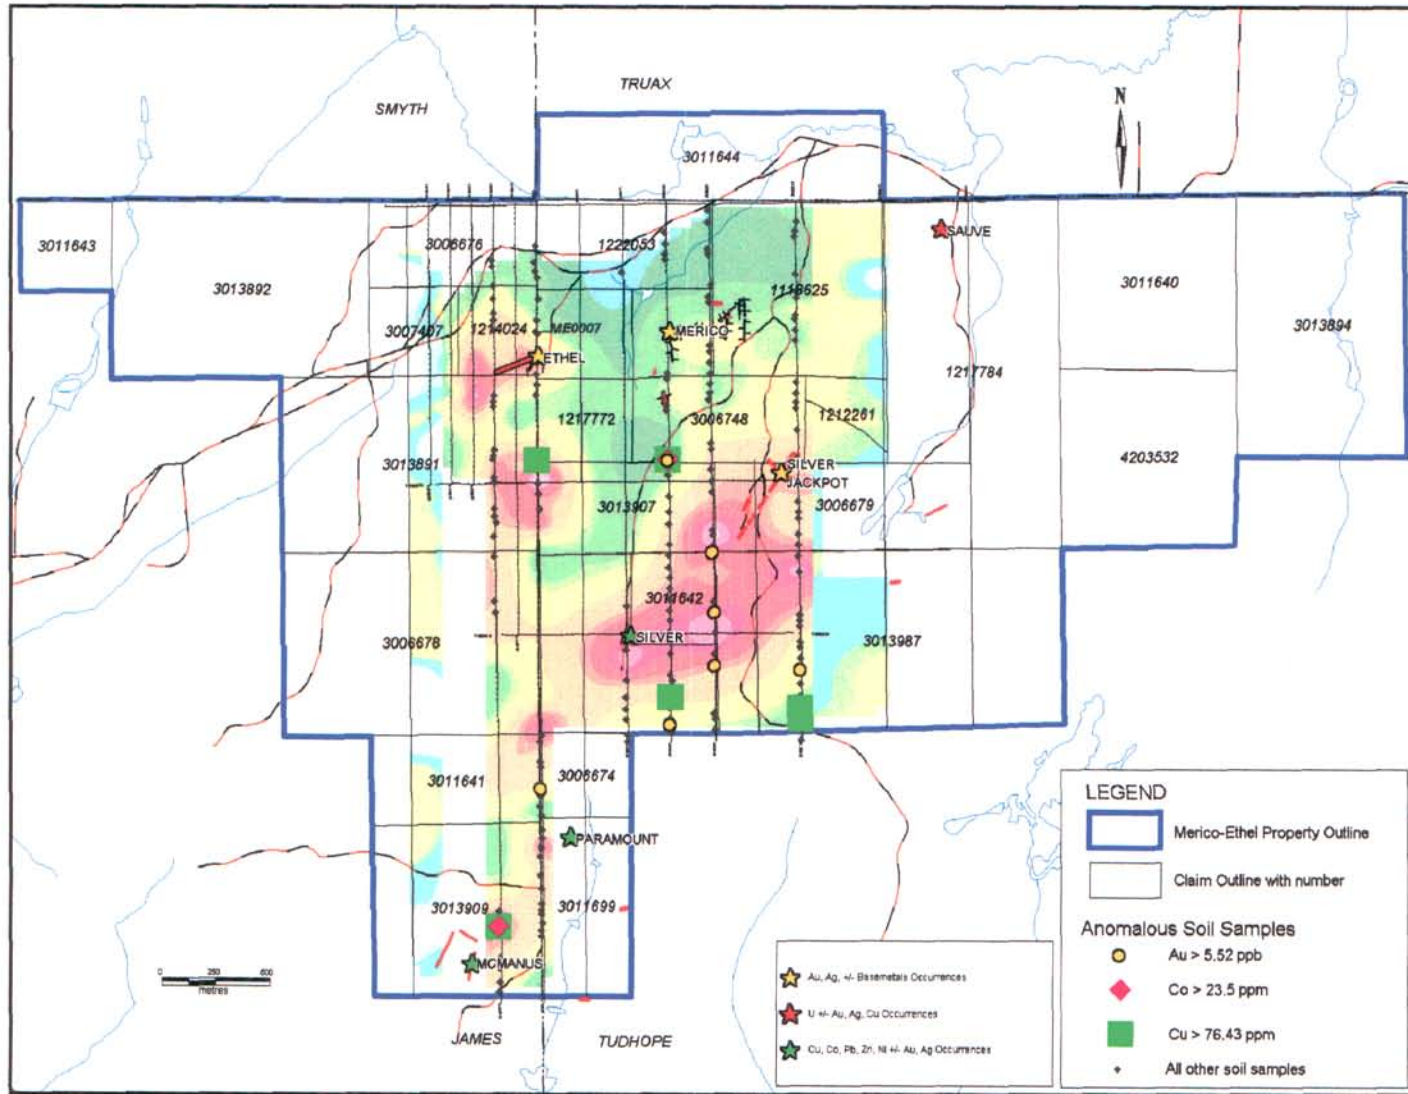 TRUAX
SMYTH
N
3011644
SAUVE
3011643
3006676
1222053
3013892
1118625
3011640
3013894
3007407
1214024
ME0007
MERICO
ETHEL
1217784
1217772
3006748
1212261
3013891
4203532
SILVER
JACKPOT
3013907
3006679
3011642
3006678
SILVER
3013987
3011641
3006674
PARAMOUNT
3013909
3011699
MCMANUS
0 250 500
metres
JAMES
TUDHOPE
Au, Ag, +/- Basemetals Occurrences
U +/- Au, Ag, Cu Occurrences
Cu, Co, Pb, Zn, Ni +/- Au, Ag Occurrences
LEGEND
Merico-Ethel Property Outline
Claim Outline with number
Anomalous Soil Samples
Au > 5.52 ppb
Co > 23.5 ppm
Cu > 76.43 ppm
All other soil samples